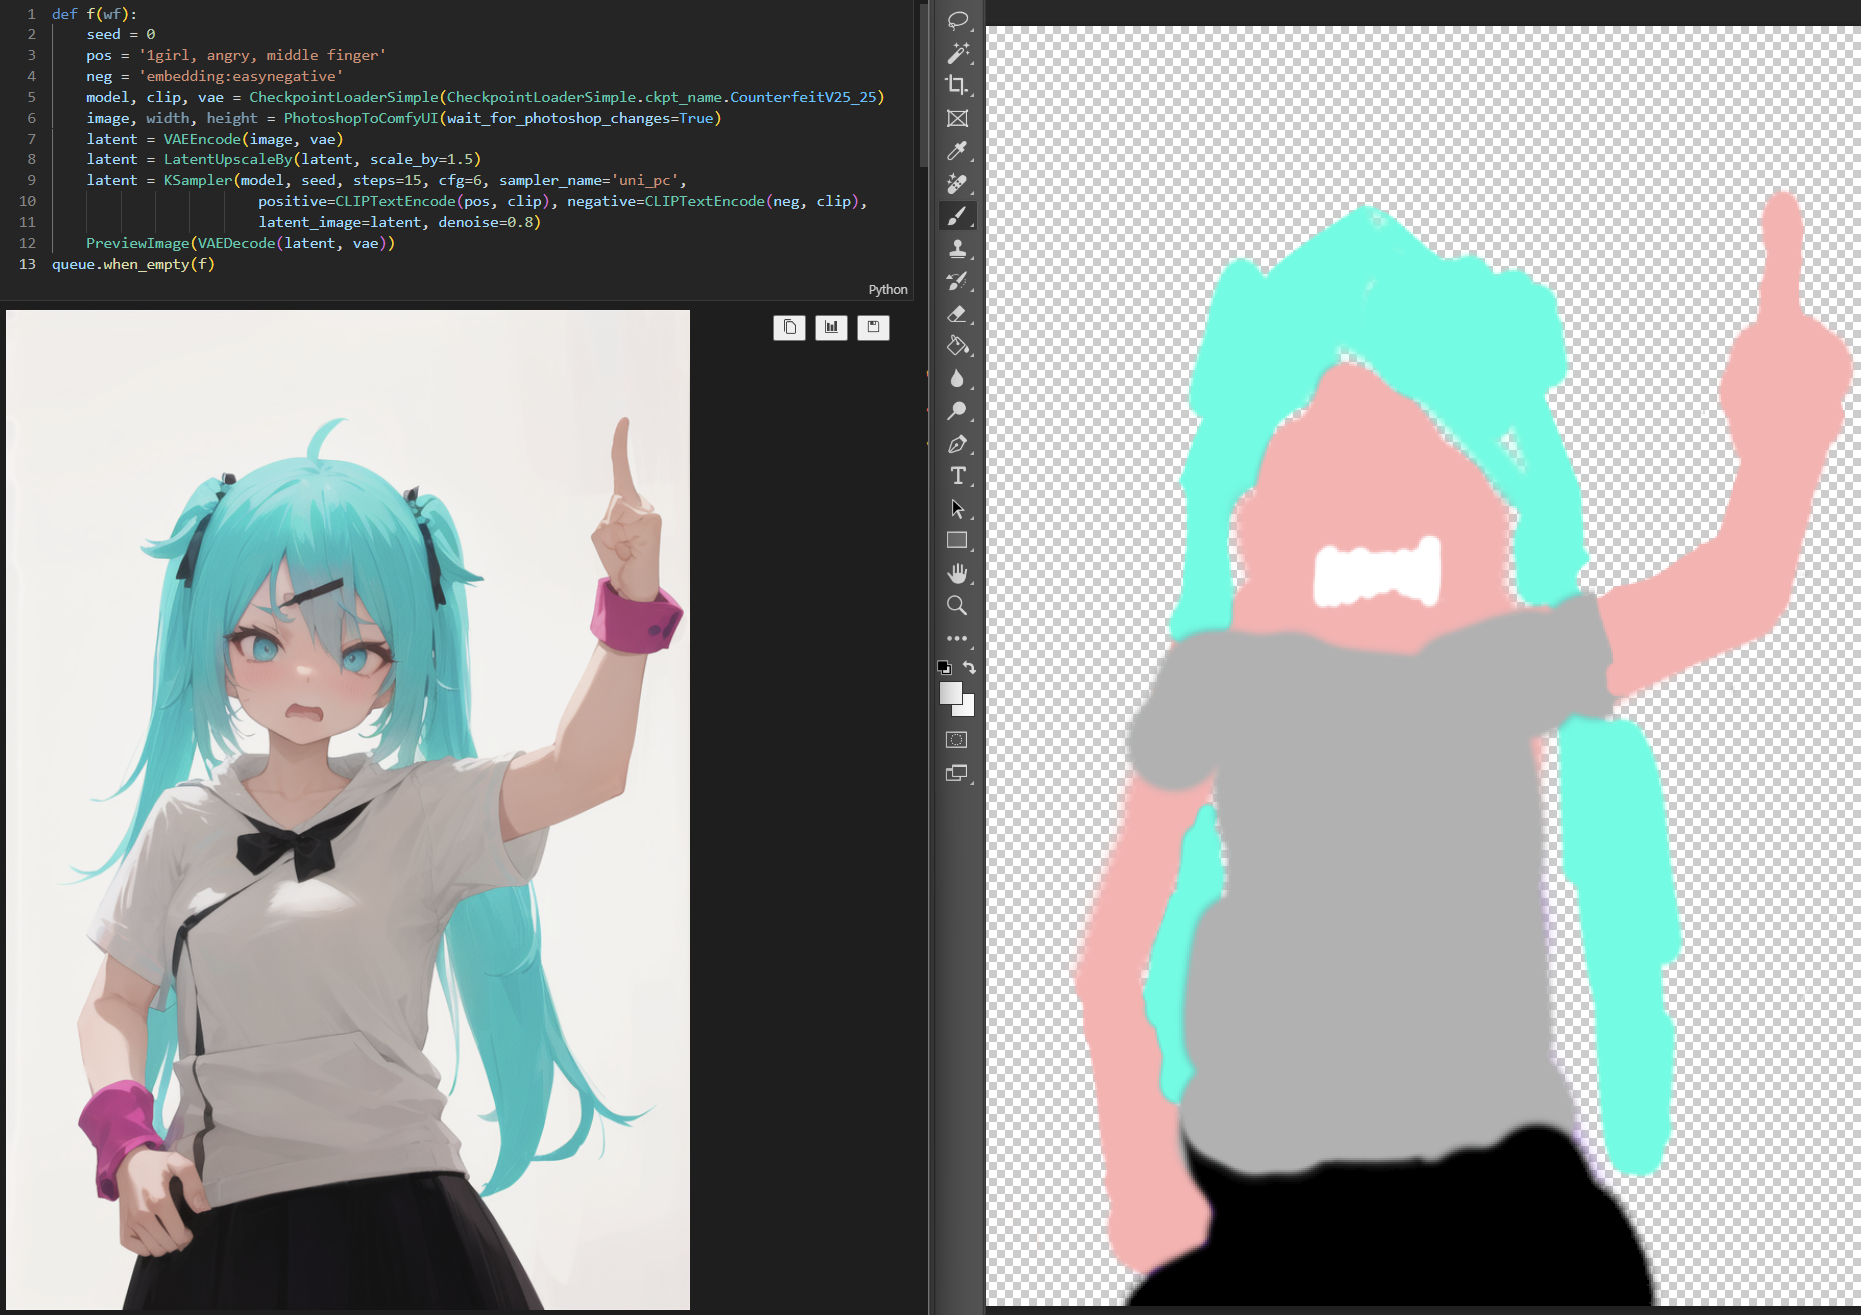 1 def f(wf):
2 seed = 0
3 pos = '1girl, angry, middle finger'
4 neg = 'embedding:easynegative'
5 model, clip, vae = CheckpointLoaderSimple(CheckpointLoaderSimple.ckpt_name.CounterfeitV25_25)
6 image, width, height = PhotoshopToComfyUI(wait_for_photoshop_changes=True)
7 latent = VAEEncode(image, vae)
8 latent = LatentUpscaleBy(latent, scale_by=1.5)
9 latent = KSampler(model, seed, steps=15, cfg=6, sampler_name='uni_pc',
10 positive=CLIPTextEncode(pos, clip), negative=CLIPTextEncode(neg, clip),
11 latent_image=latent, denoise=0.8)
12 PreviewImage(VAEDecode(latent, vae))
13 queue.when_empty(f)
Python